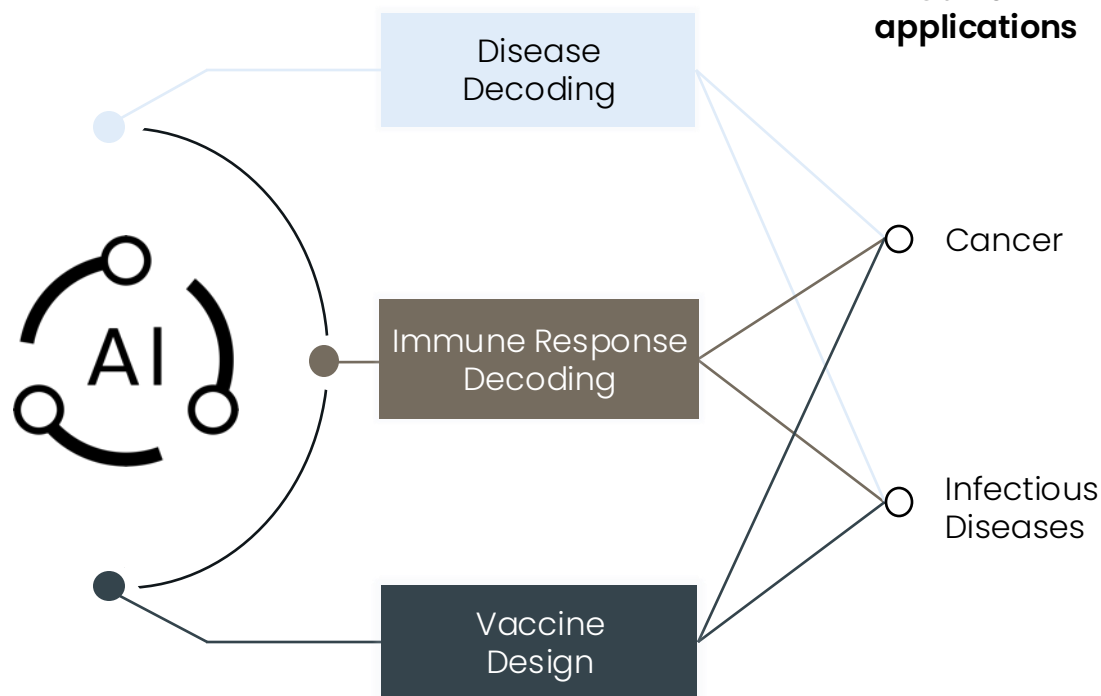 applications
Disease
Decoding
Cancer
AI
Immune Response
Decoding
Infectious
Diseases
Vaccine
Design